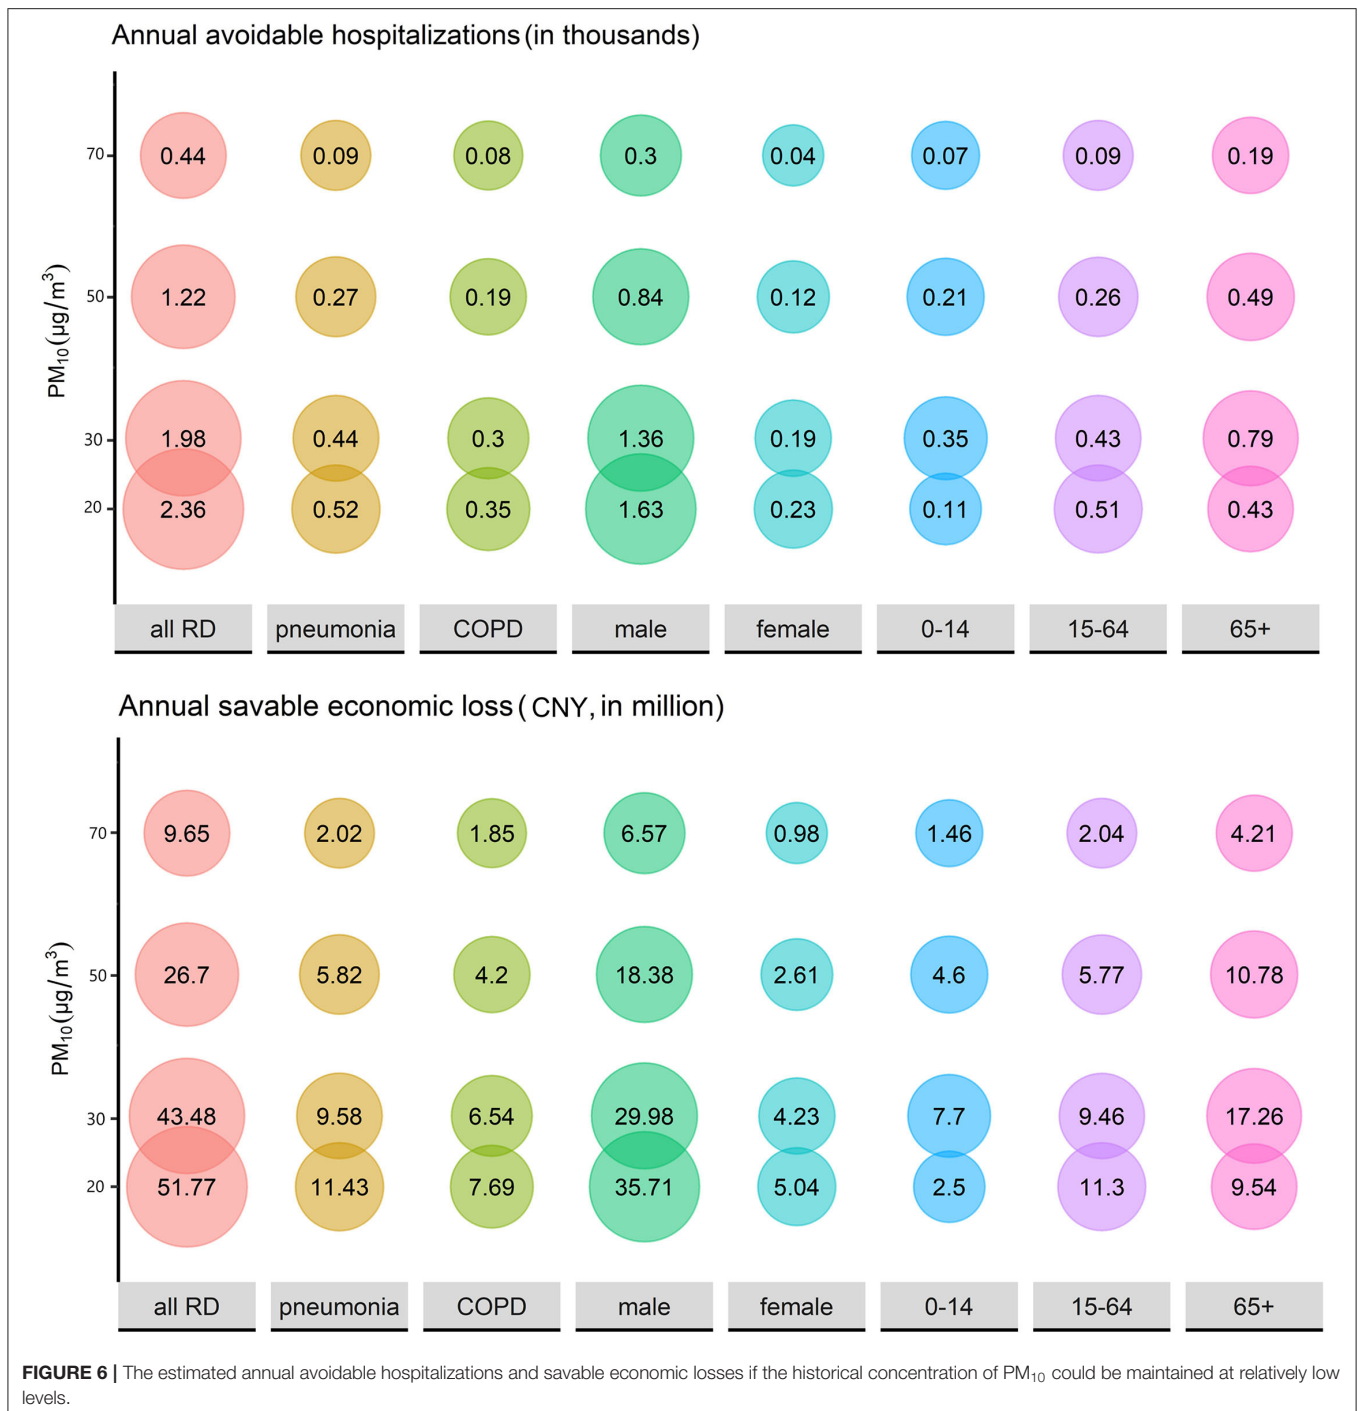 Annual avoidable hospitalizations (in thousands)
70 0.44 0.09 0.08 0.3 0.04 0.07 0.09 0.19
50 1.22 0.27 0.19 0.84 0.12 0.21 0.26 0.49
PM₁₀(μg/m³)
30 1.98 0.44 0.3 1.36 0.19 0.35 0.43 0.79
20 2.36 0.52 0.35 1.63 0.23 0.11 0.51 0.43
all RD pneumonia COPD male female 0-14 15-64 65+
Annual savable economic loss (CNY, in million)
70 9.65 2.02 1.85 6.57 0.98 1.46 2.04 4.21
50 26.7 5.82 4.2 18.38 2.61 4.6 5.77 10.78
PM₁₀(μg/m³)
30 43.48 9.58 6.54 29.98 4.23 7.7 9.46 17.26
20 51.77 11.43 7.69 35.71 5.04 2.5 11.3 9.54
all RD pneumonia COPD male female 0-14 15-64 65+
FIGURE 6 | The estimated annual avoidable hospitalizations and savable economic losses if the historical concentration of PM₁₀ could be maintained at relatively low
levels.